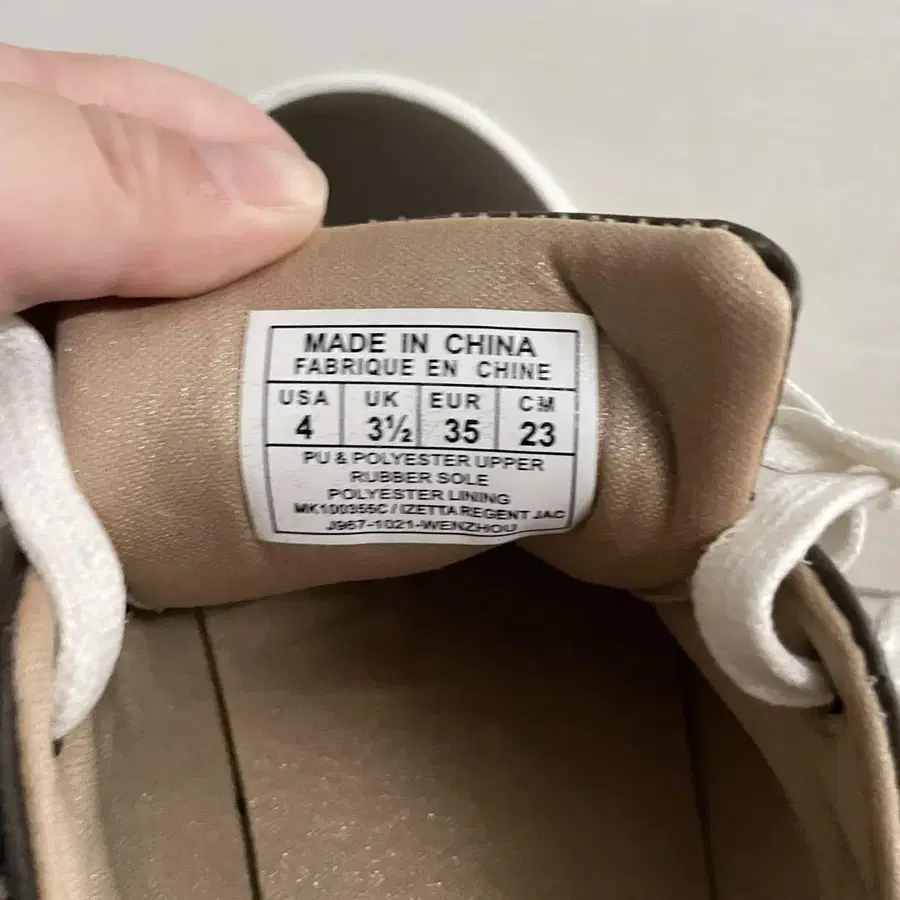 MADE IN CHINA
FABRIQUE EN CHINE
USA UK EUR CM
4 3½ 35 23
PU & POLYESTER UPPER
RUBBER SOLE
POLYESTER LINING
MK100355C / IZETTA REGENT JAC
J967-1021-WENZHOU